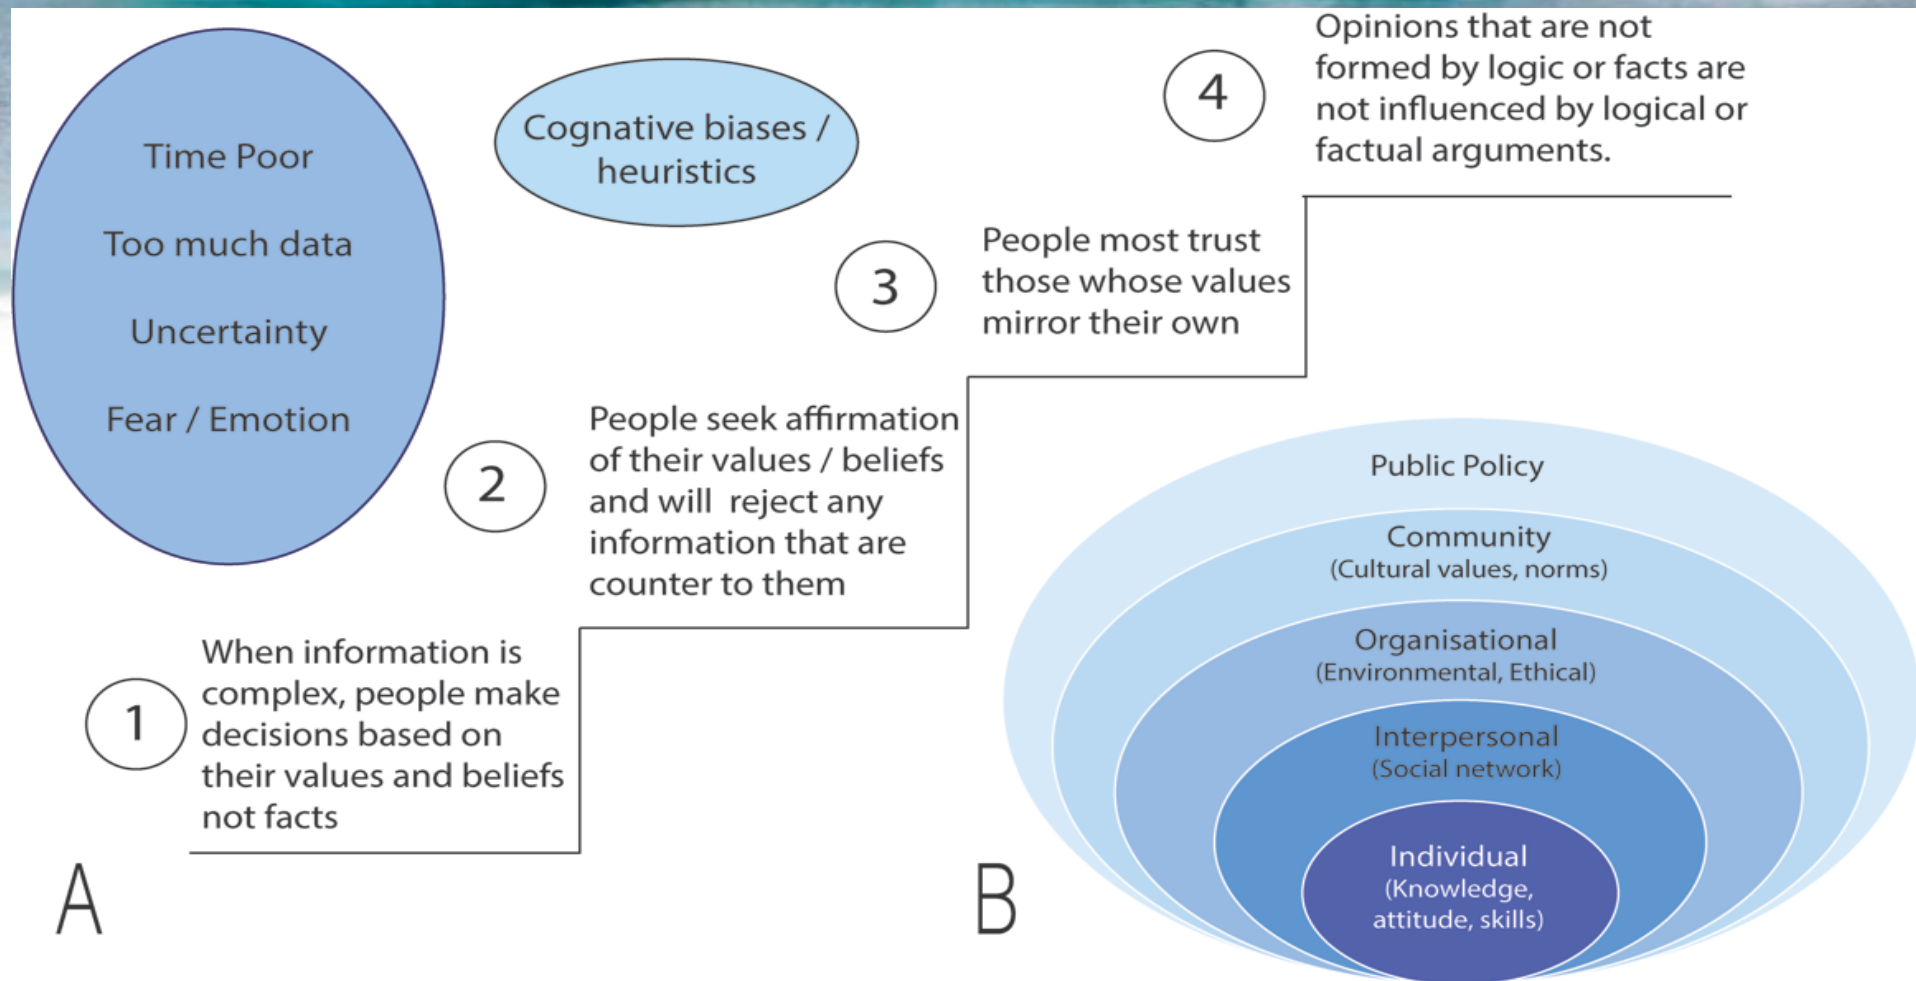 Time Poor
Too much data
Uncertainty
Fear / Emotion
Cognative biases /
heuristics
1
When information is
complex, people make
decisions based on
their values and beliefs
not facts
2
People seek affirmation
of their values / beliefs
and will reject any
information that are
counter to them
3
People most trust
those whose values
mirror their own
4
Opinions that are not
formed by logic or facts are
not influenced by logical or
factual arguments.
A
Public Policy
Community
(Cultural values, norms)
Organisational
(Environmental, Ethical)
Interpersonal
(Social network)
Individual
(Knowledge,
attitude, skills)
B